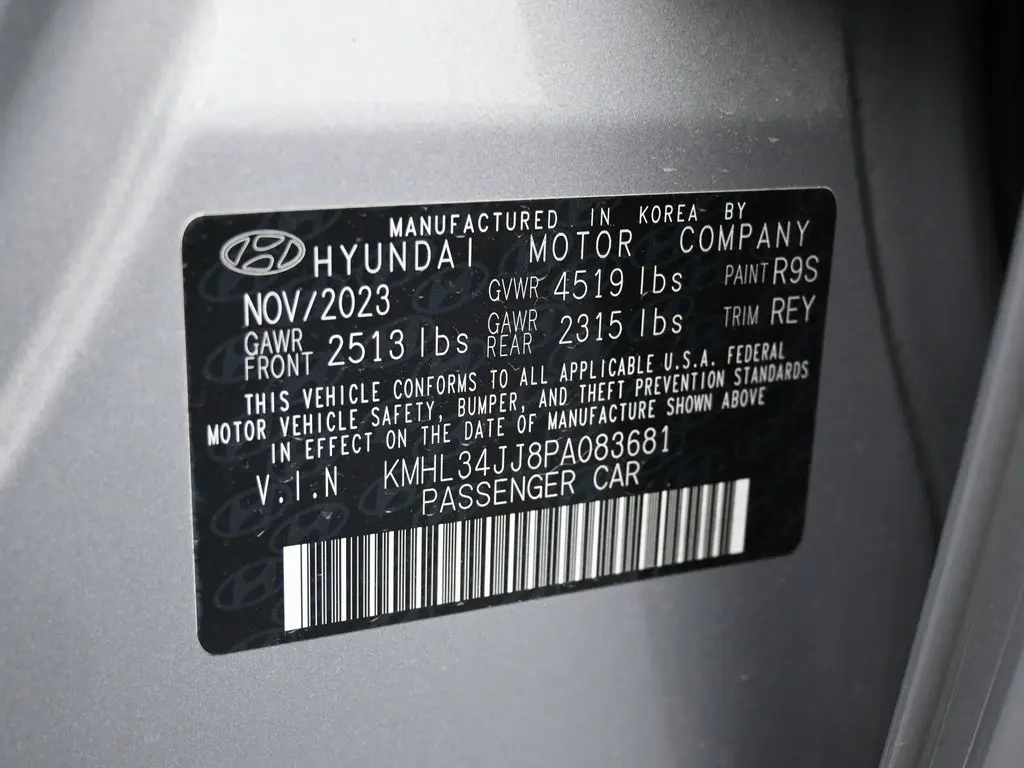 MANUFACTURED IN KOREA BY
HYUNDAI MOTOR COMPANY
NOV/2023 GVWR 4519 lbs PAINT R9S
GAWR FRONT 2513 lbs GAWR REAR 2315 lbs TRIM REY
THIS VEHICLE CONFORMS TO ALL APPLICABLE U.S.A. FEDERAL
MOTOR VEHICLE SAFETY, BUMPER, AND THEFT PREVENTION STANDARDS
IN EFFECT ON THE DATE OF MANUFACTURE SHOWN ABOVE
V.I.N KMHL34JJ8PA083681
PASSENGER CAR